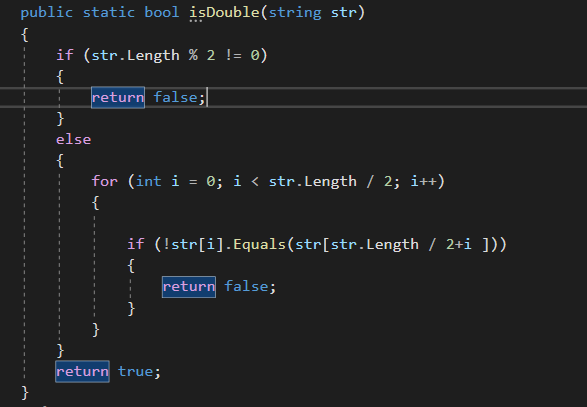 public static bool isDouble(string str)
{
if (str.Length % 2 != 0)
{
return false;
}
else
{
for (int i = 0; i < str.Length / 2; i++)
{
if (!str[i].Equals(str[str.Length / 2+i ]))
{
return false;
}
}
}
return true;
}